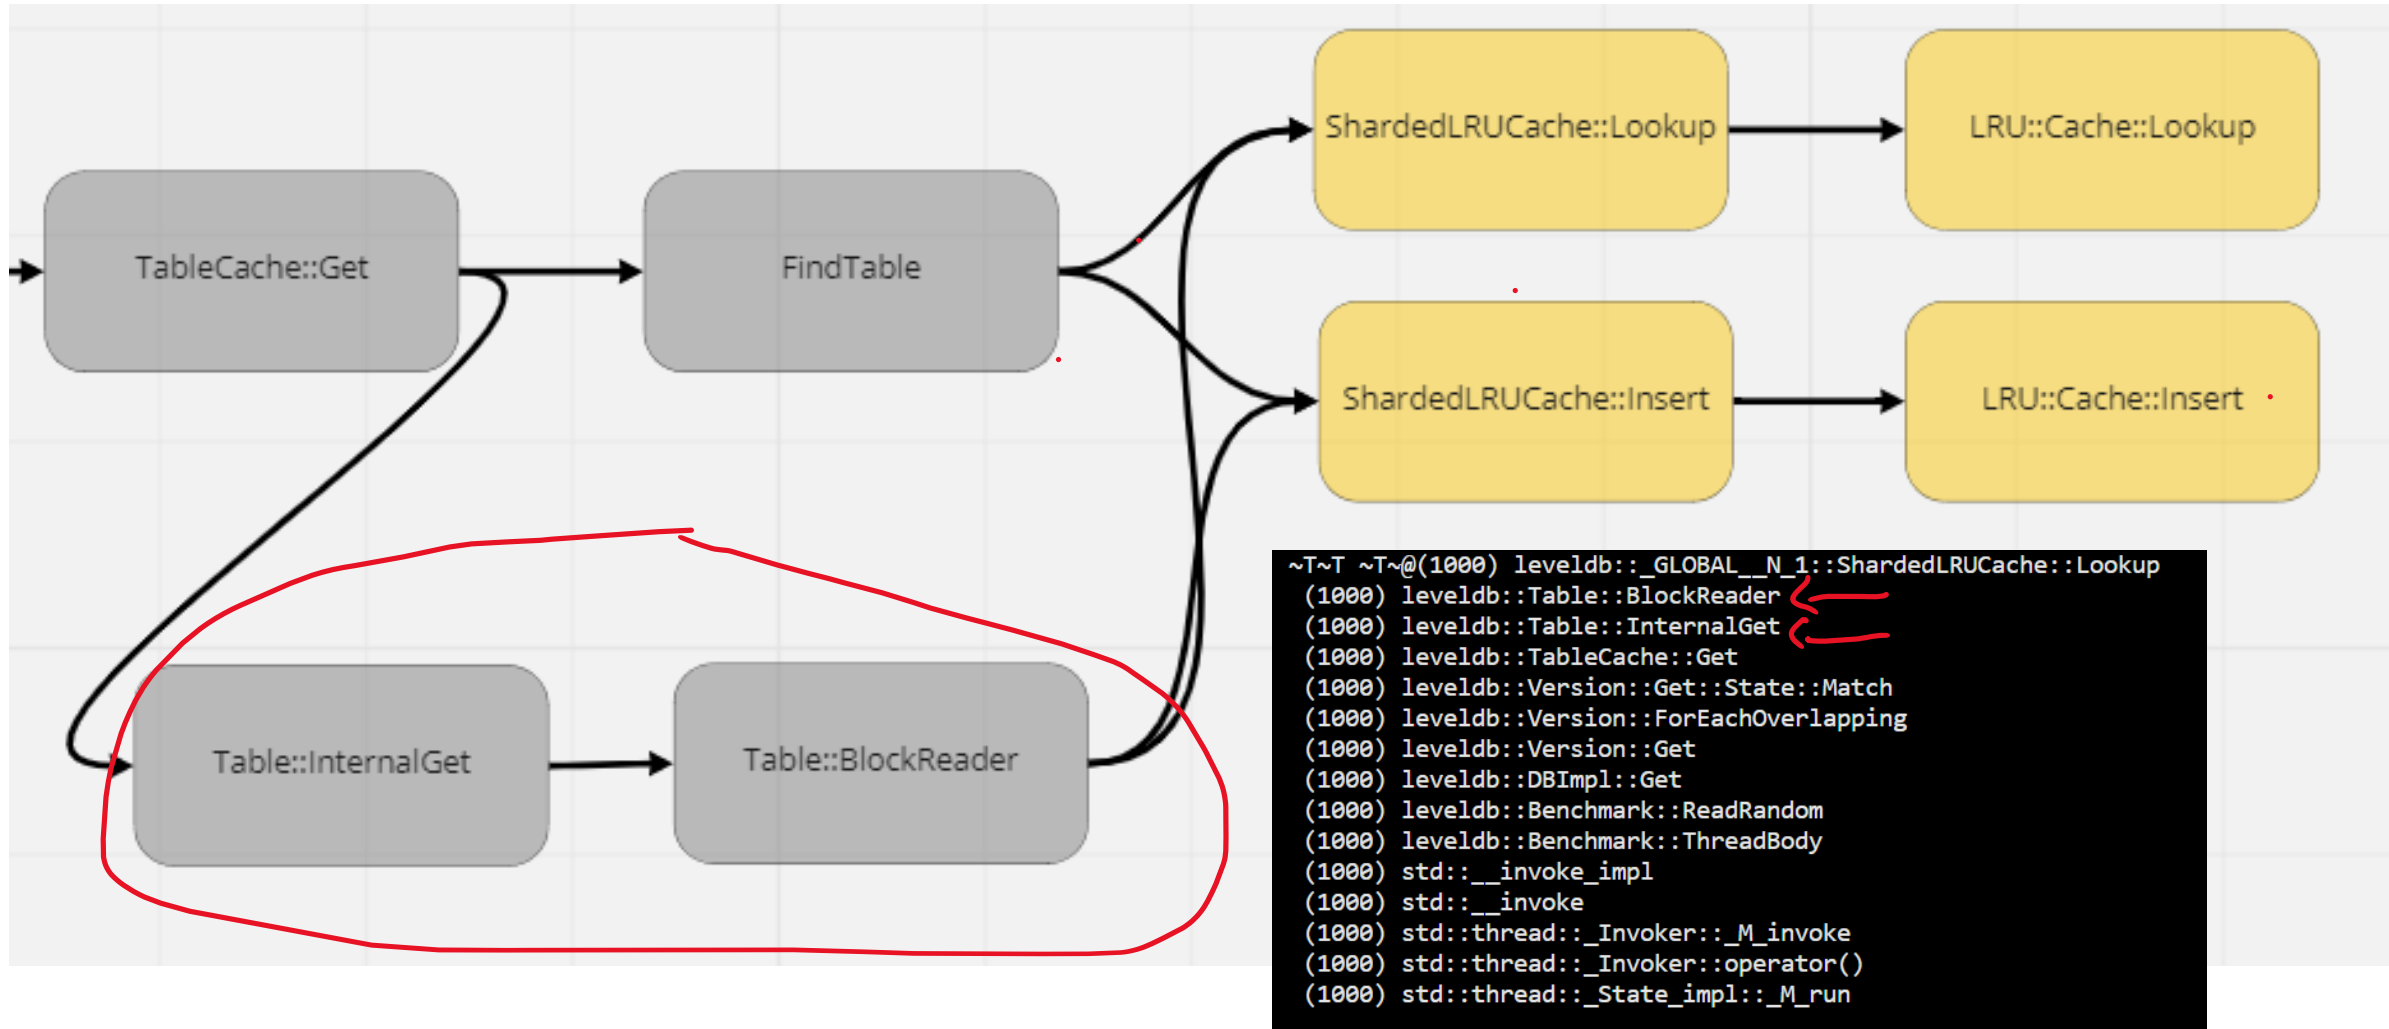 ShardedLRUCache::Lookup
LRU::Cache::Lookup
TableCache::Get
FindTable
ShardedLRUCache::Insert
LRU::Cache::Insert
Table::InternalGet
Table::BlockReader
~T~T ~T~@(1000) leveldb::_GLOBAL__N_1::ShardedLRUCache::Lookup
(1000) leveldb::Table::BlockReader
(1000) leveldb::Table::InternalGet
(1000) leveldb::TableCache::Get
(1000) leveldb::Version::Get::State::Match
(1000) leveldb::Version::ForEachOverlapping
(1000) leveldb::Version::Get
(1000) leveldb::DBImpl::Get
(1000) leveldb::Benchmark::ReadRandom
(1000) leveldb::Benchmark::ThreadBody
(1000) std::__invoke_impl
(1000) std::__invoke
(1000) std::thread::_Invoker::_M_invoke
(1000) std::thread::_Invoker::operator()
(1000) std::thread::_State_impl::_M_run